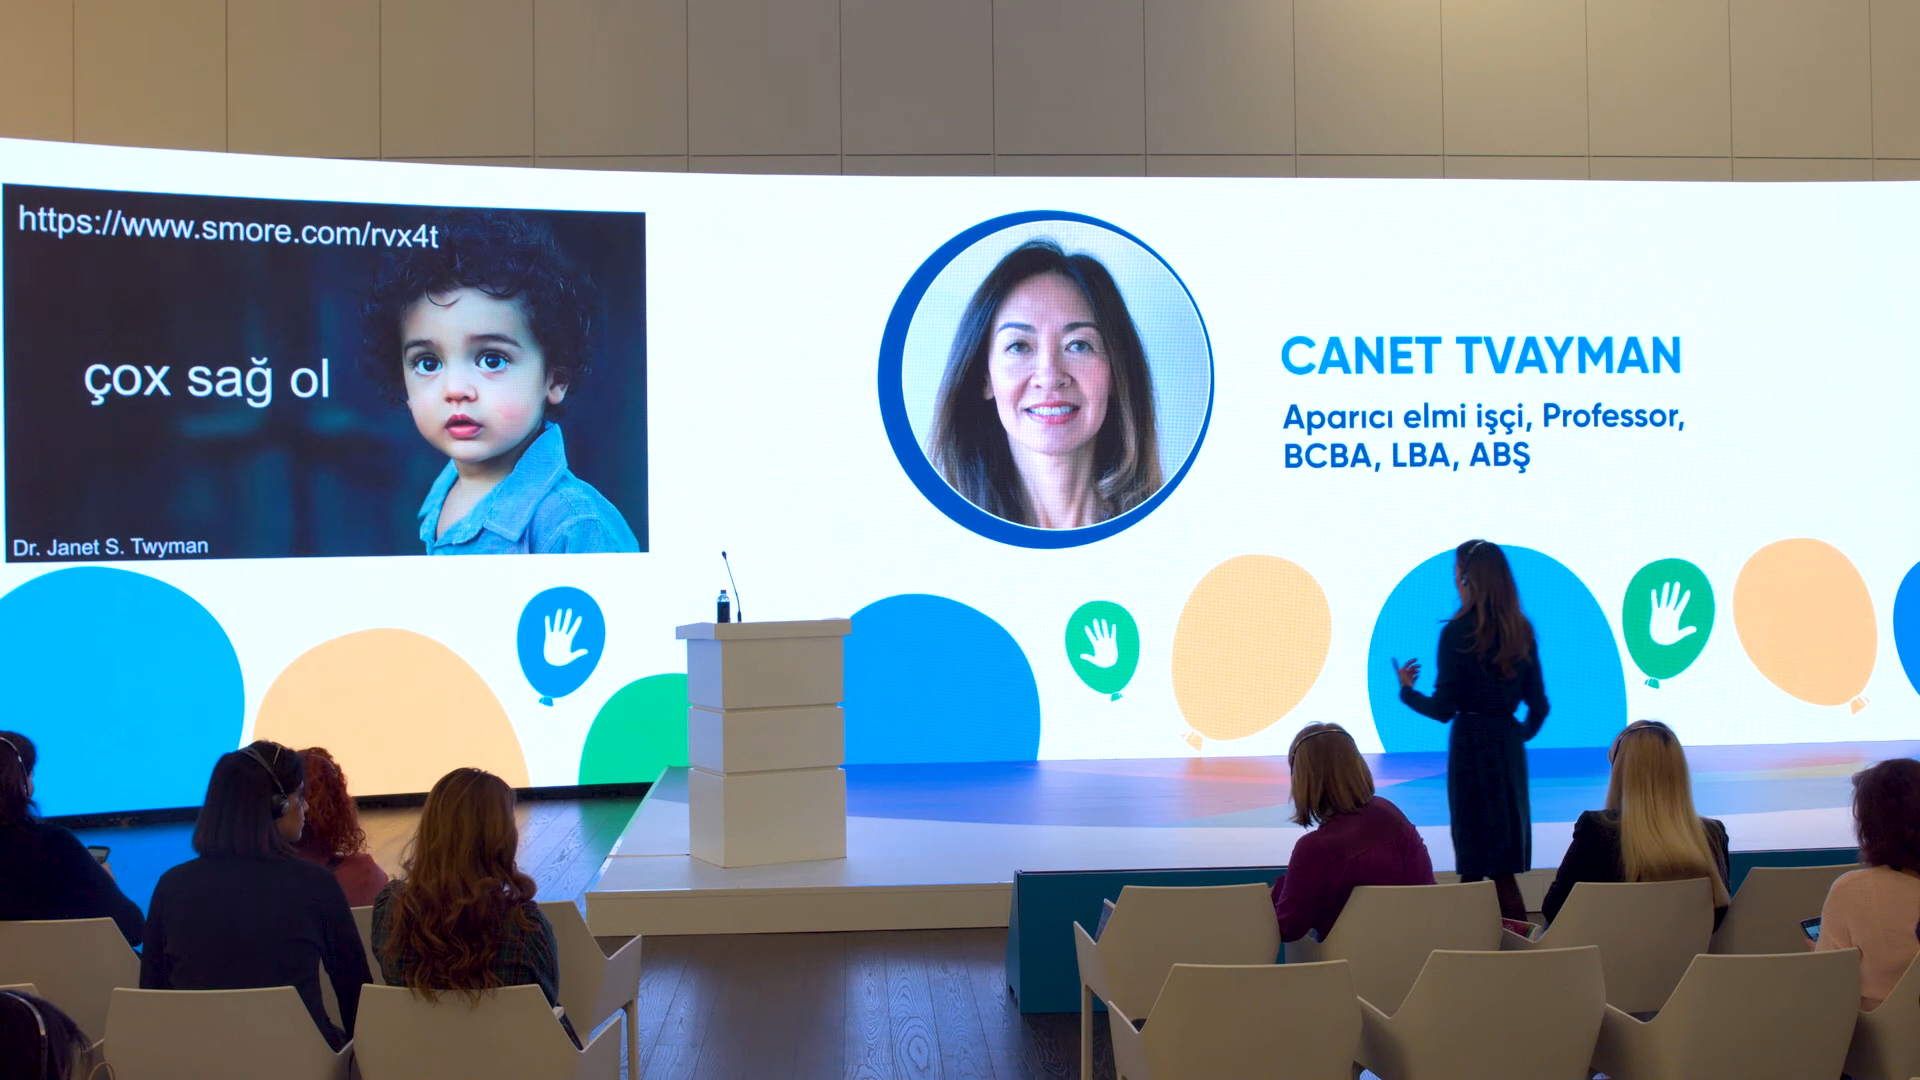 https://www.smore.com/rvx4t
çox sağ ol
Dr. Janet S. Twyman
CANET TVAYMAN
Aparıcı elmi işçi, Professor,
BCBA, LBA, ABŞ